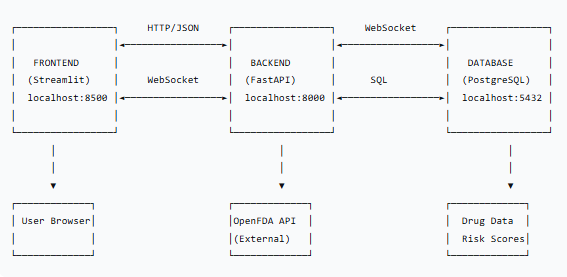 HTTP/JSON WebSocket
FRONTEND BACKEND DATABASE
(Streamlit) WebSocket (FastAPI) SQL (PostgreSQL)
localhost:8500 localhost:8000 localhost:5432
User Browser OpenFDA API Drug Data
(External) Risk Scores